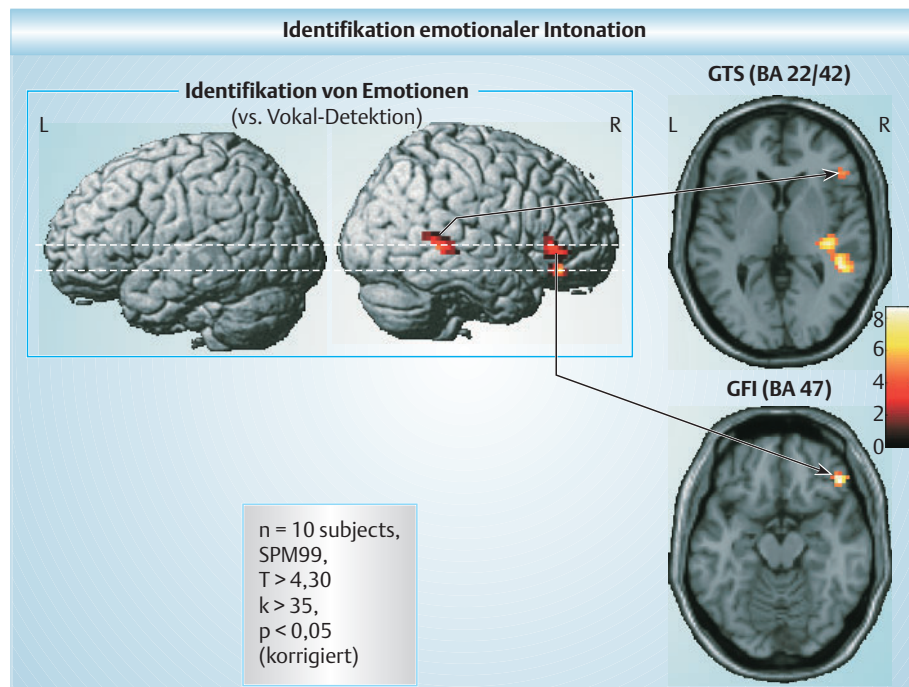 Identifikation emotionaler Intonation
Identifikation von Emotionen
(vs. Vokal-Detektion)
L
R
GTS (BA 22/42)
L
R
8
6
4
2
0
GFI (BA 47)
n = 10 subjects,
SPM99,
T > 4,30
k > 35,
p < 0,05
(korrigiert)